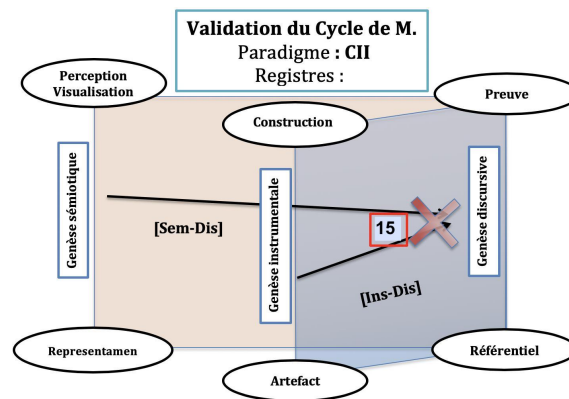 Validation du Cycle de M.
Paradigme : CII
Registres :
Perception
Visualisation
Construction
Preuve
Genèse sémiotique
Genèse instrumentale
Genèse discursive
[Sem-Dis]
15
[Ins-Dis]
Representamen
Artefact
Référentiel